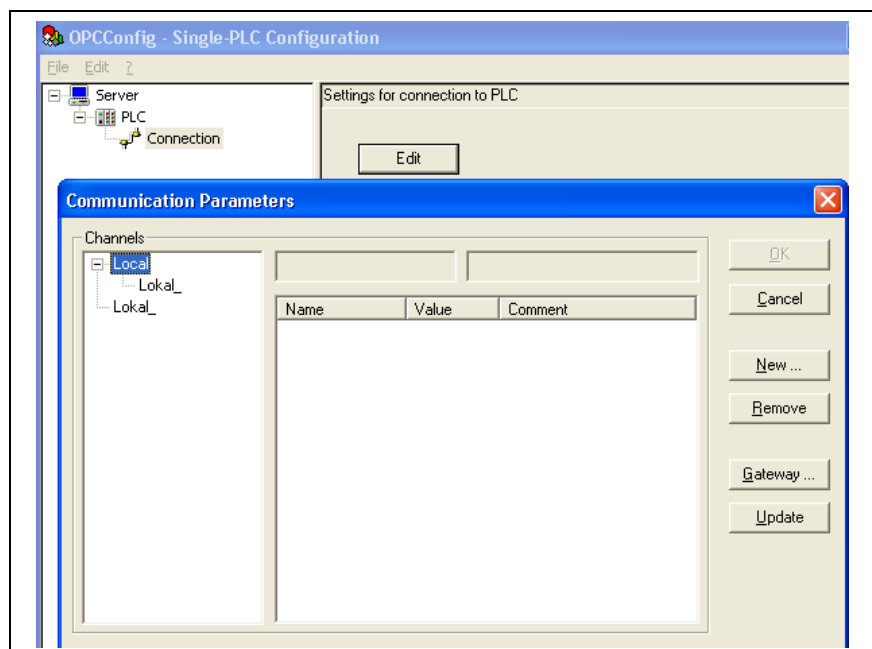 OPCConfig - Single-PLC Configuration
File Edit ?
Server
PLC
Connection
Settings for connection to PLC
Edit
Communication Parameters
Channels
Local
Lokal_
Lokal_
Name Value Comment
OK
Cancel
New ...
Remove
Gateway ...
Update